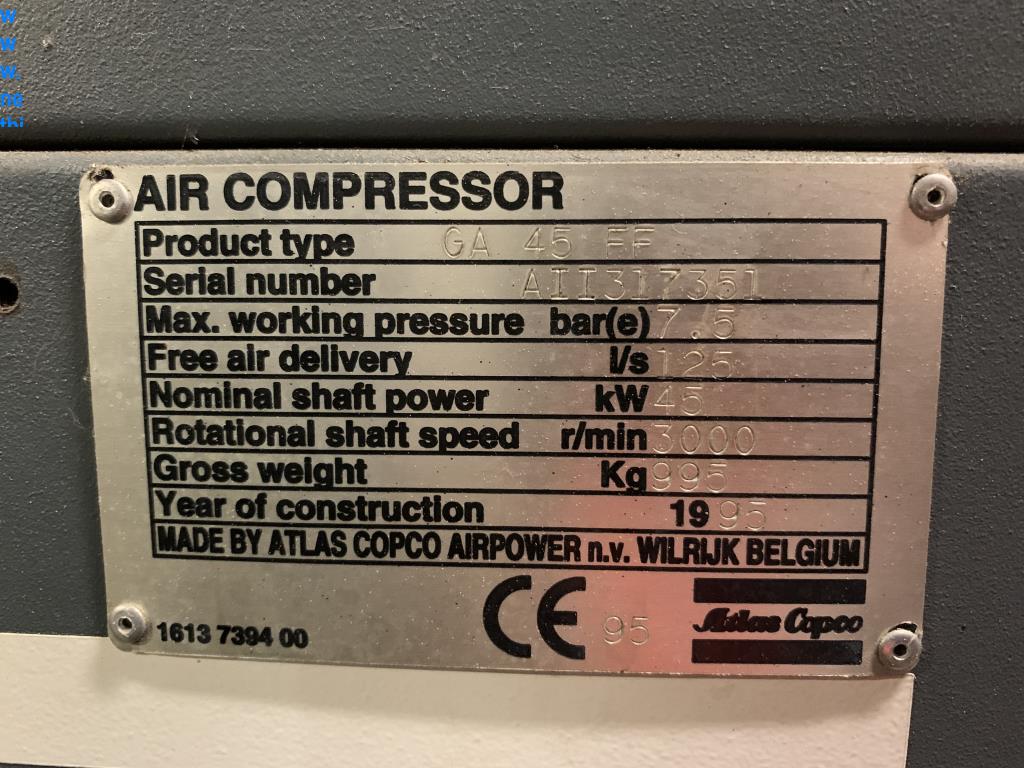 w
w
w.
ne
AIR COMPRESSOR
Product type GA 45 FF
Serial number AII317351
Max. working pressure bar(e) 7.5
Free air delivery l/s 125
Nominal shaft power kW 45
Rotational shaft speed r/min 3000
Gross weight Kg 995
Year of construction 1995
MADE BY ATLAS COPCO AIRPOWER n.v. WILRIJK BELGIUM
1613 7394 00
CE 95
Atlas Copco